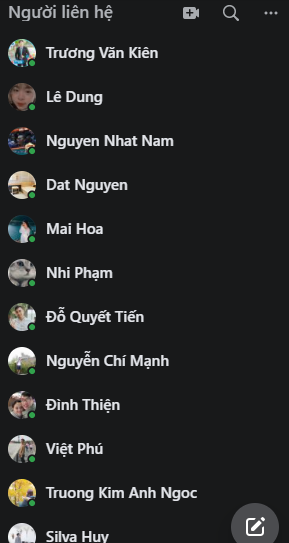 Người liên hệ
Trương Văn Kiên
Lê Dung
Nguyen Nhat Nam
Dat Nguyen
Mai Hoa
Nhi Phạm
Đỗ Quyết Tiến
Nguyễn Chí Mạnh
Đình Thiện
Việt Phú
Truong Kim Anh Ngoc
Silva Huy